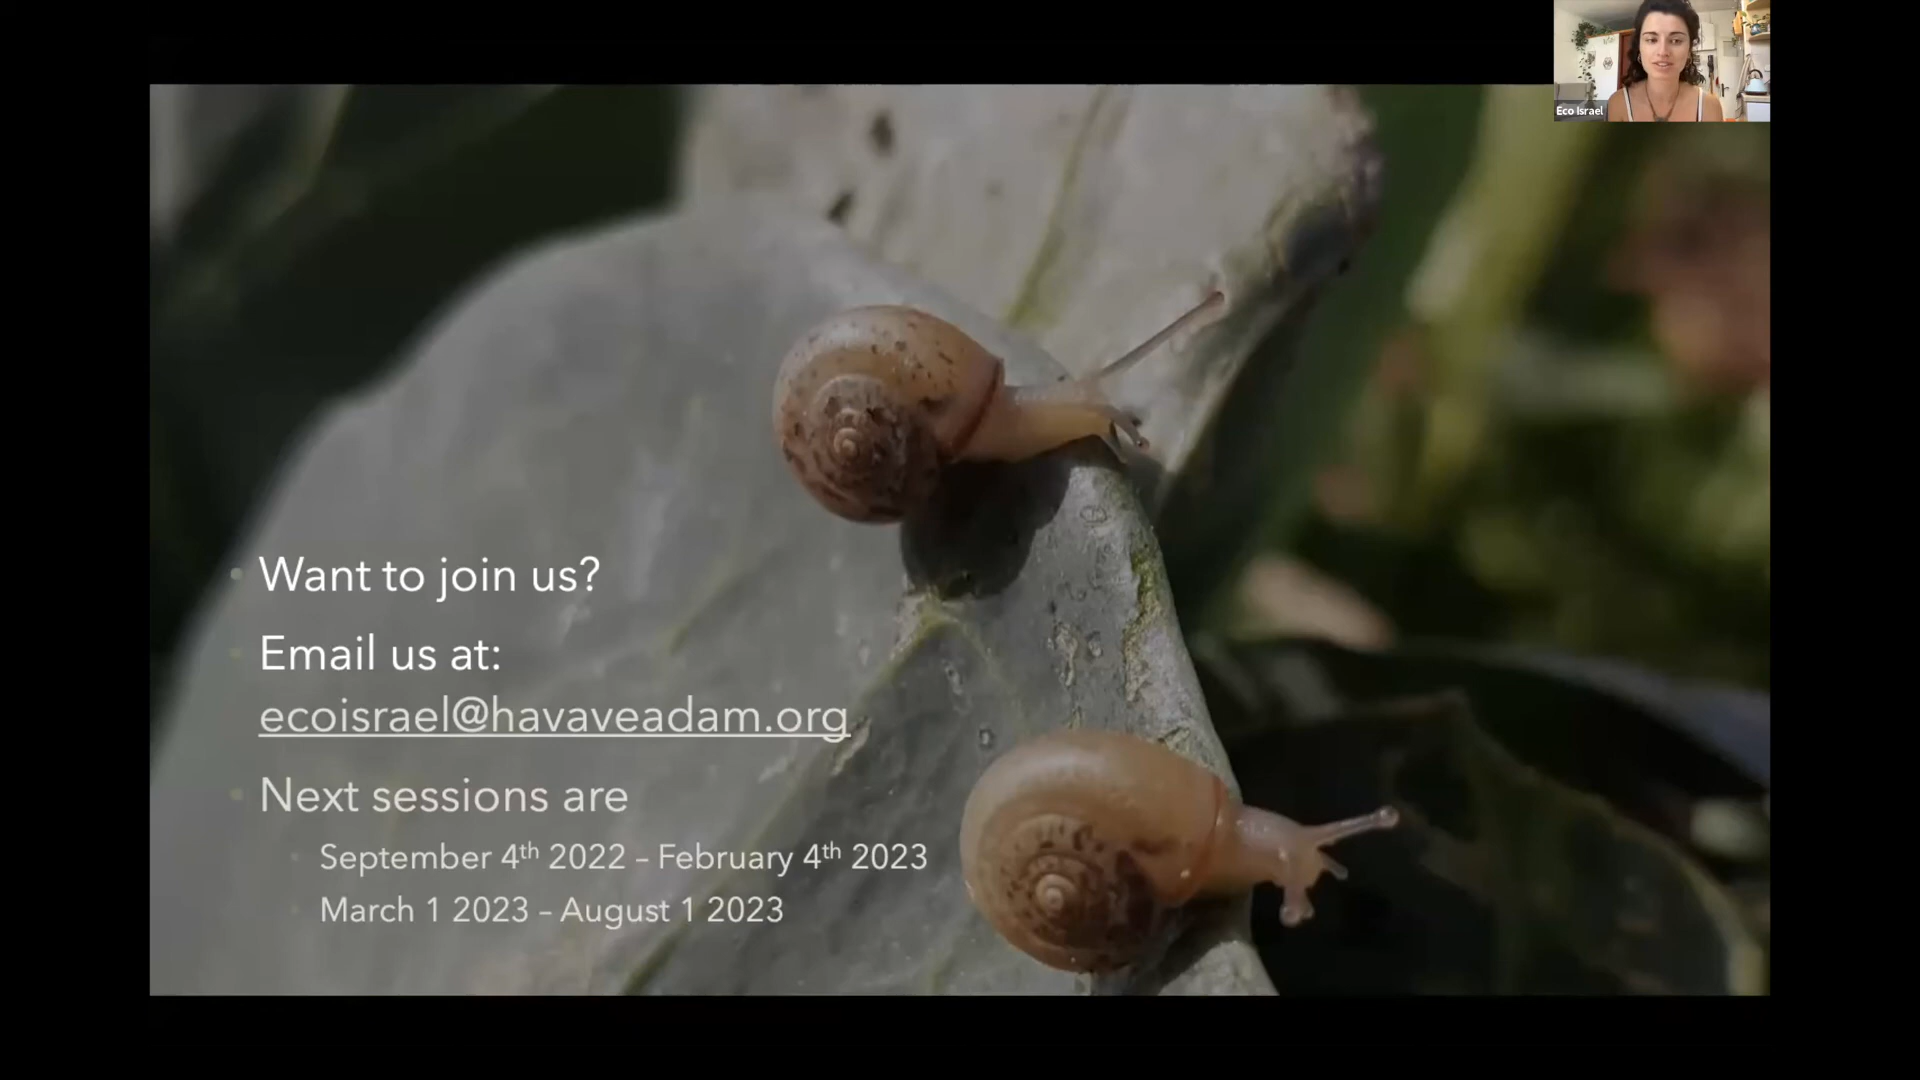 Eco Israel
Want to join us?
Email us at:
ecoisrael@havaveadam.org
Next sessions are
September 4th 2022 – February 4th 2023
March 1 2023 – August 1 2023